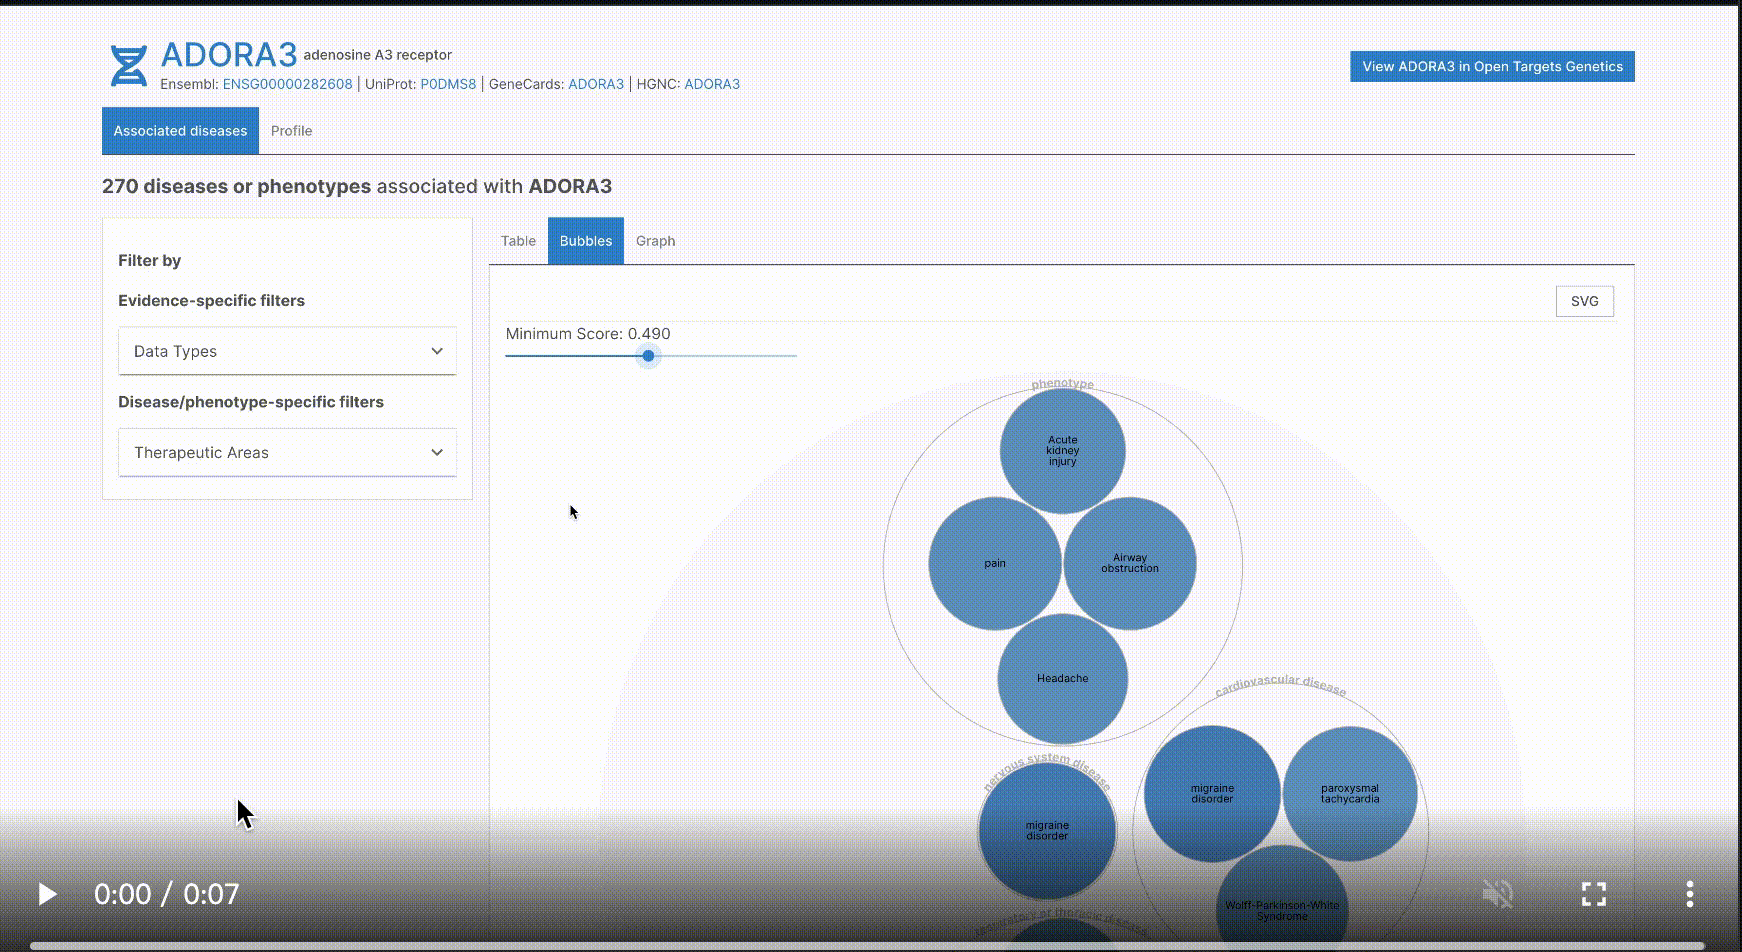 ADORA3 adenosine A3 receptor
Ensembl: ENSG00000282608 | UniProt: P0DMS8 | GeneCards: ADORA3 | HGNC: ADORA3
View ADORA3 in Open Targets Genetics
Associated diseases
Profile
270 diseases or phenotypes associated with ADORA3
Filter by
Evidence-specific filters
Data Types
Disease/phenotype-specific filters
Therapeutic Areas
Table
Bubbles
Graph
SVG
Minimum Score: 0.490
phenotype
Acute
kidney
injury
pain
Airway
obstruction
Headache
cardiovascular disease
migraine
disorder
paroxysmal
tachycardia
Wolff-Parkinson-White
Syndrome
nervous system disease
migraine
disorder
or thoracic disease
0:00 / 0:07